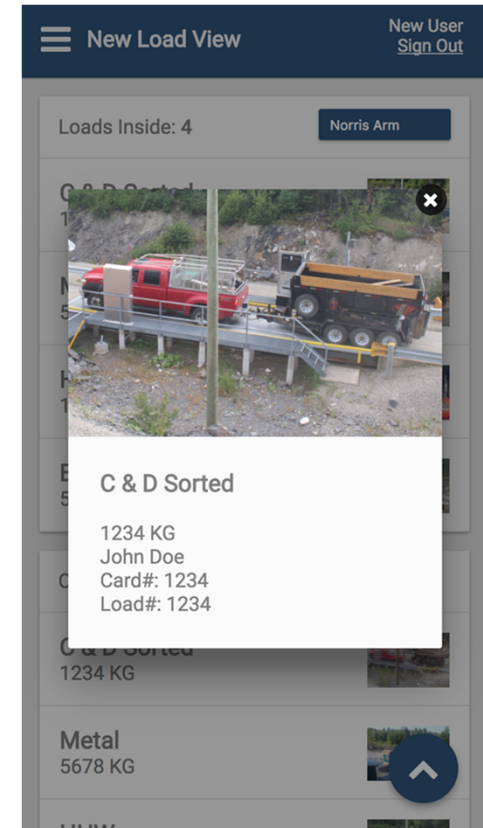 New Load View
New User
Sign Out
Loads Inside: 4
Norris Arm
C & D Sorted
1234 KG
John Doe
Card#: 1234
Load#: 1234
C & D Sorted
1234 KG
Metal
5678 KG